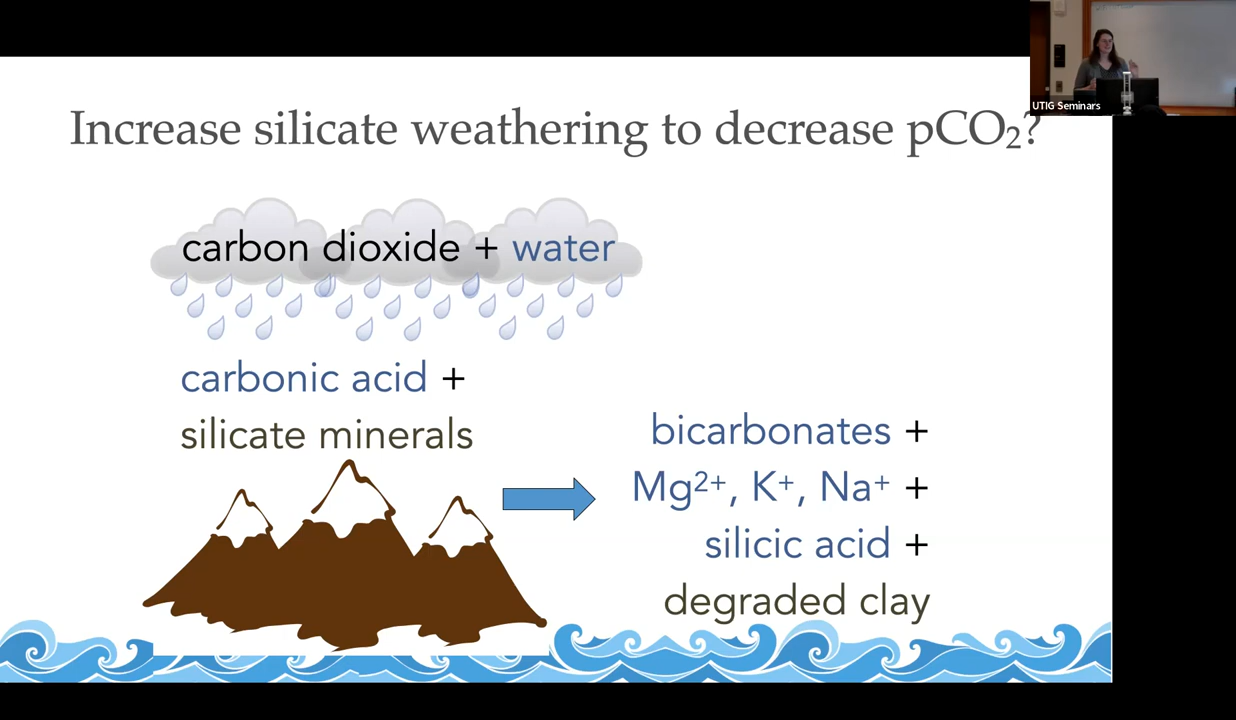 UTIG Seminars
Increase silicate weathering to decrease pCO₂?
carbon dioxide + water
carbonic acid +
silicate minerals
bicarbonates +
Mg²⁺, K⁺, Na⁺ +
silicic acid +
degraded clay